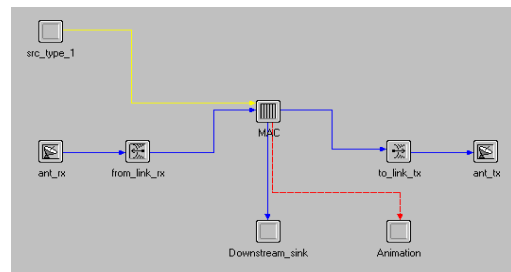 src_type_1
MAC
ant_rx
from_link_rx
to_link_tx
ant_tx
Downstream_sink
Animation